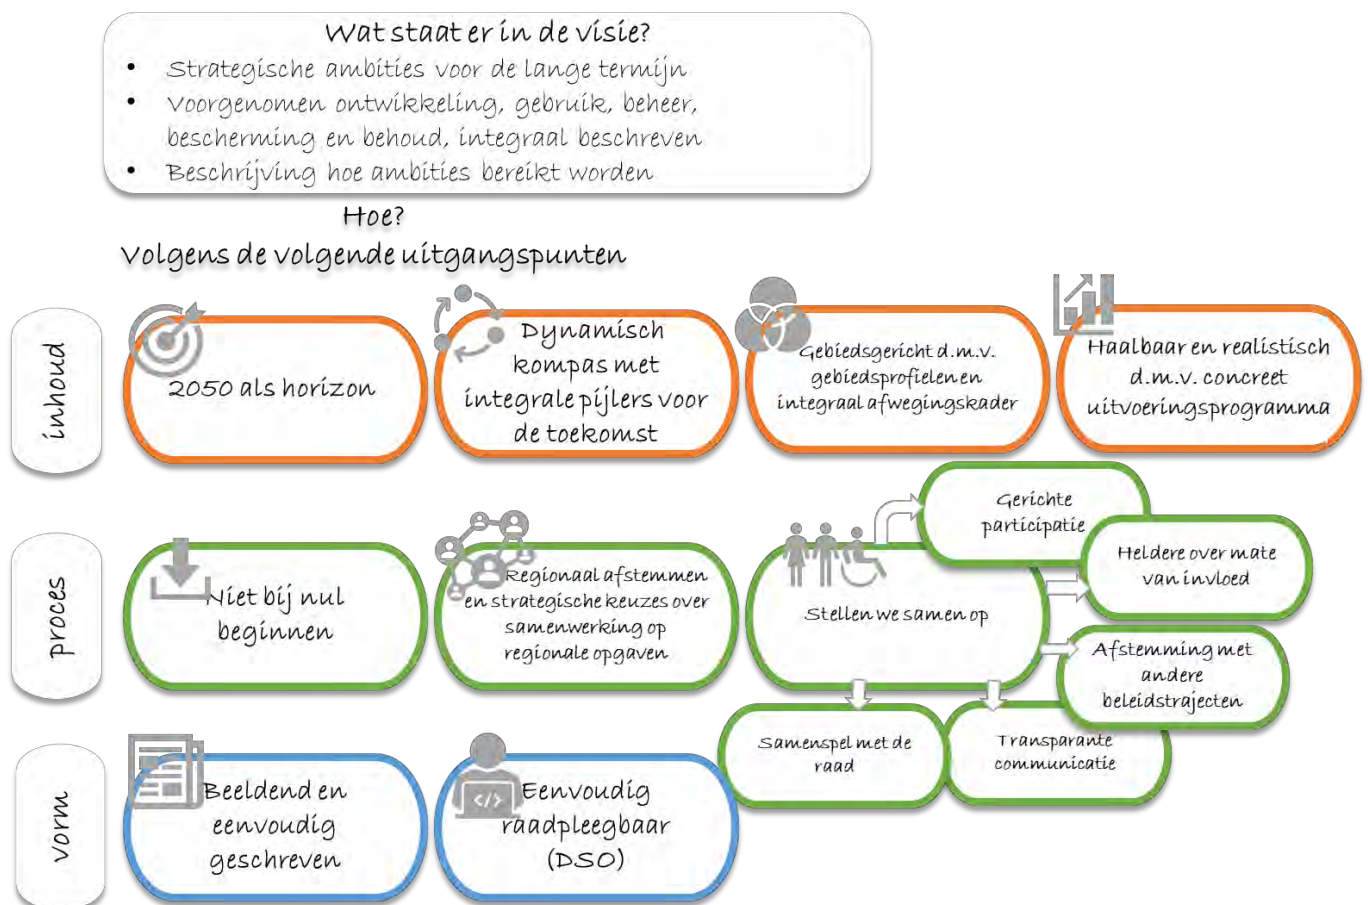 Wat staat er in de visie?
• Strategische ambities voor de lange termijn
• Voorgenomen ontwikkeling, gebruik, beheer,
bescherming en behoud, integraal beschreven
• Beschrijving hoe ambities bereikt worden
Hoe?
Volgens de volgende uitgangspunten
inhoud
2050 als horizon
Dynamisch
kompas met
integrale pijlers voor
de toekomst
Gebiedsgericht d.m.v.
gebiedsprofielen en
integraal afwegingskader
Haalbaar en realistisch
d.m.v. concreet
uitvoeringsprogramma
proces
Niet bij nul
beginnen
Regionaal afstemmen
en strategische keuzes over
samenwerking op
regionale opgaven
Stellen we samen op
Gerichte
participatie
Heldere over mate
van invloed
Afstemming met
andere
beleidstrajecten
Samenspel met de
raad
Transparante
communicatie
vorm
Beeldend en
eenvoudig
geschreven
</>
Eenvoudig
raadpleegbaar
(DSO)